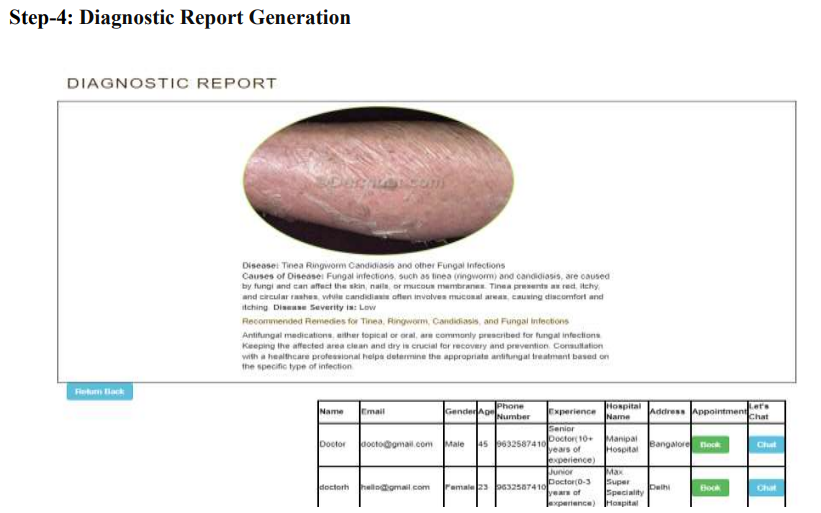 Step-4: Diagnostic Report Generation
DIAGNOSTIC REPORT
Disease: Tinea Ringworm Candidiasis and other Fungal Infections
Causes of Disease: Fungal infections, such as tinea (ringworm) and candidiasis, are caused
by fungi and can affect the skin, nails, or mucous membranes. Tinea presents as red, itchy,
and circular rashes, while candidiasis often involves mucosal areas, causing discomfort and
itching. Disease Severity is: Low
Recommended Remedies for Tinea, Ringworm, Candidiasis, and Fungal Infections
Antifungal medications, either topical or oral, are commonly prescribed for fungal infections.
Keeping the affected area clean and dry is crucial for recovery and prevention. Consultation
with a healthcare professional helps determine the appropriate antifungal treatment based on
the specific type of infection.
Return Back
Name Email Gender Age Phone Number Experience Hospital Name Address Appointment Let's Chat
Doctor docto@gmail.com Male 45 9632587410 Senior Doctor(10+ years of experience) Manipal Hospital Bangalore Book Chat
doctorh hello@gmail.com Female 23 9632587410 Junior Doctor(0-3 years of experience) Max Super Speciality Hospital Delhi Book Chat